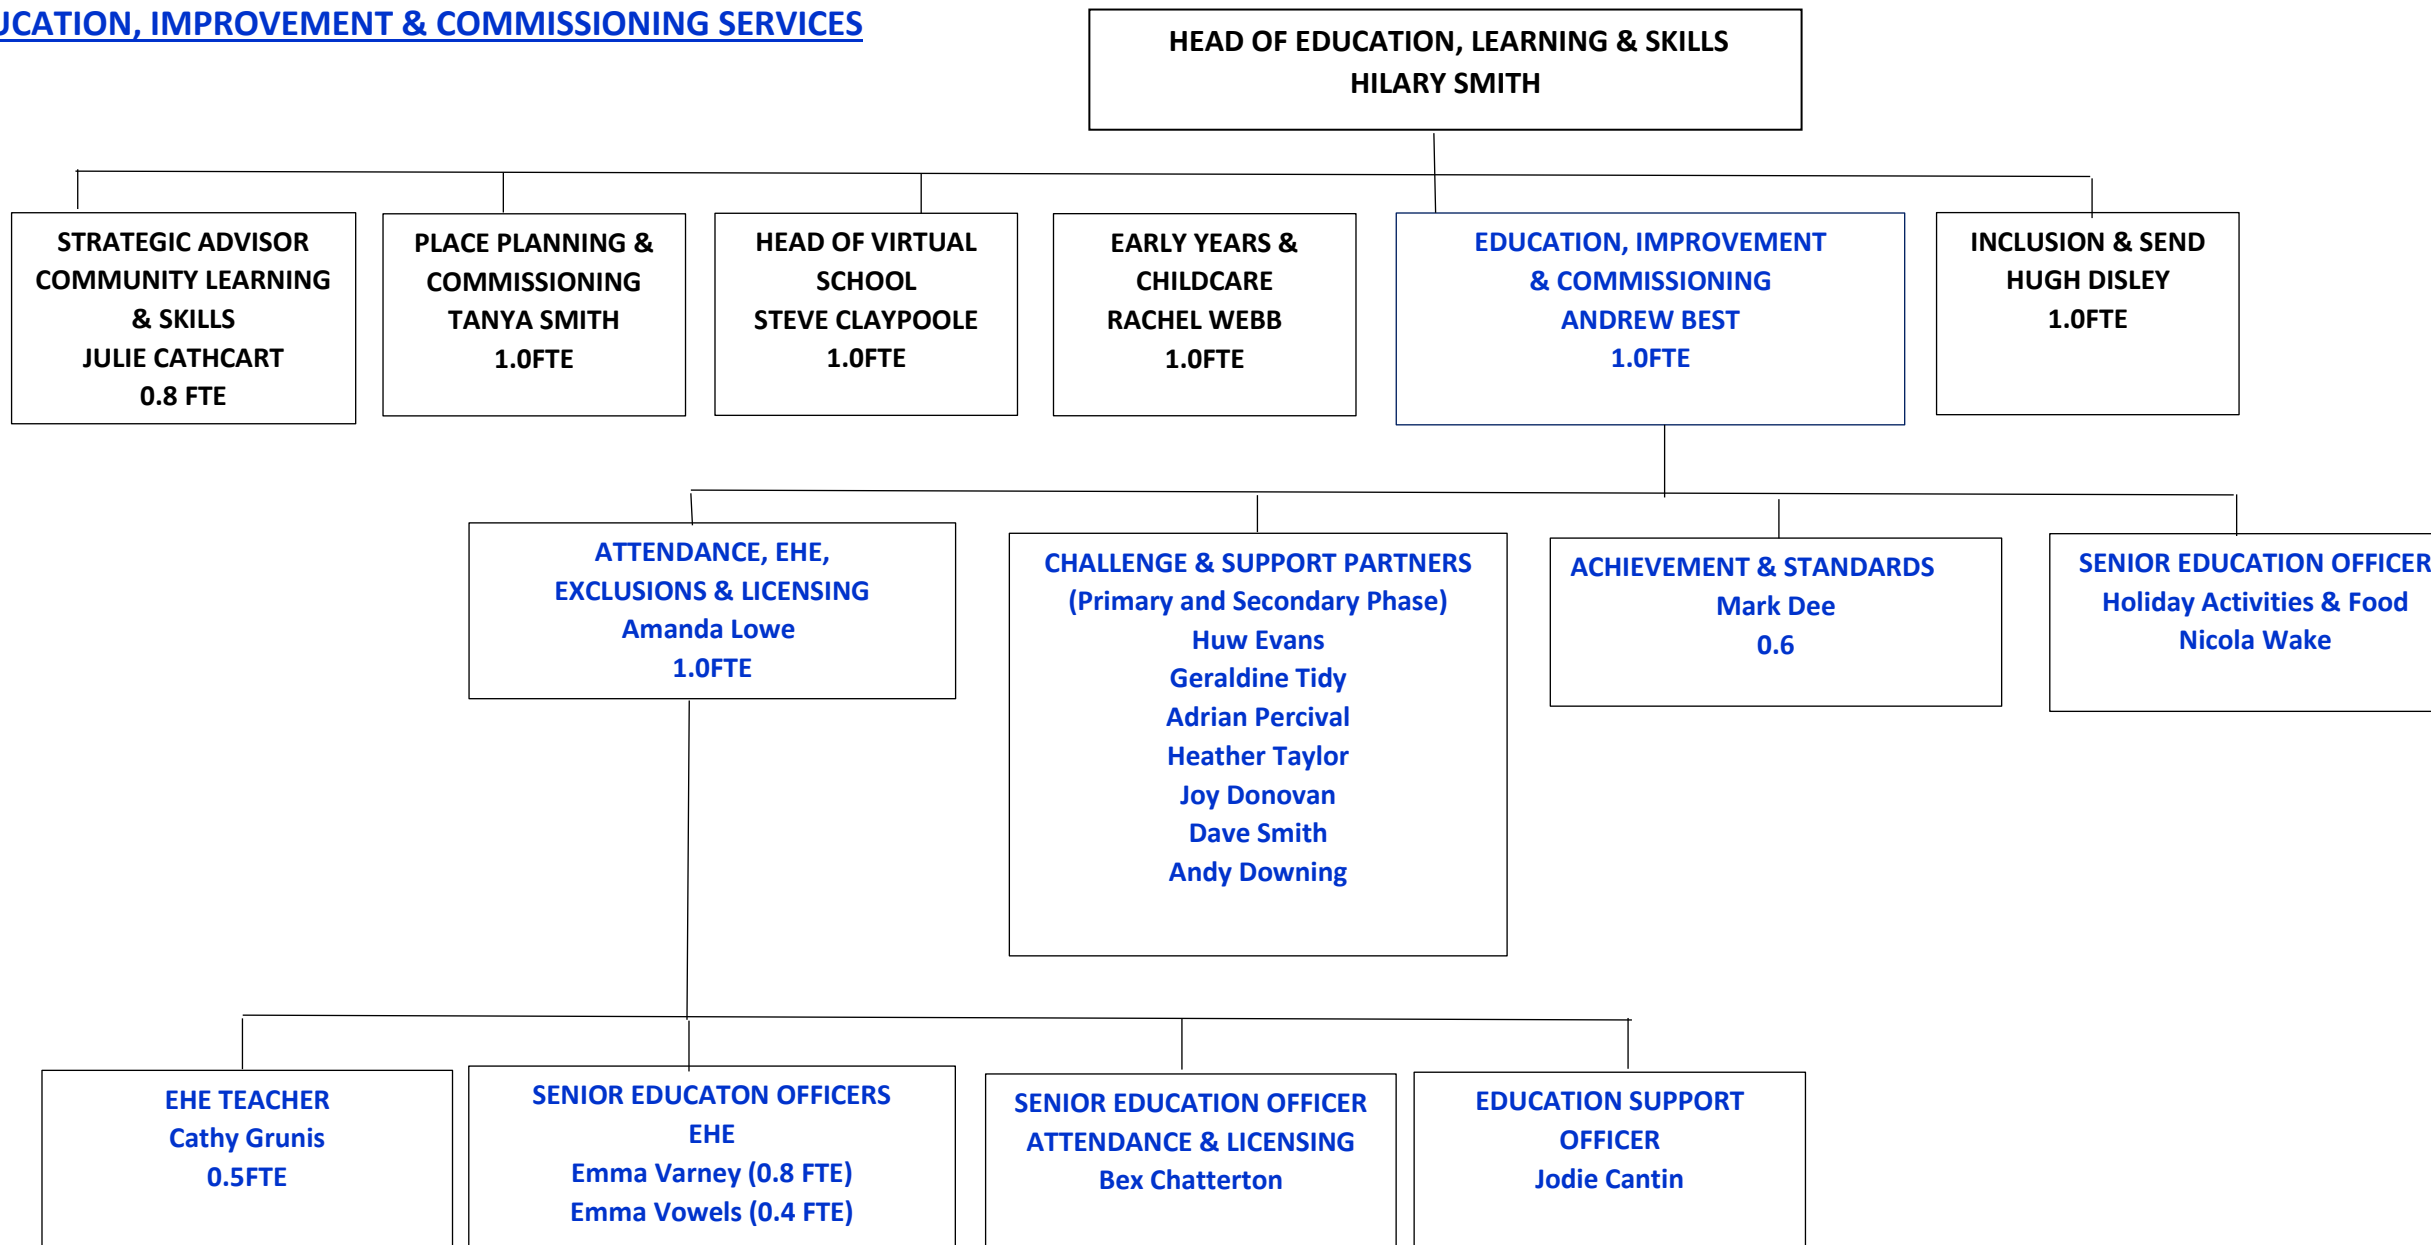 UCATION, IMPROVEMENT & COMMISSIONING SERVICES
HEAD OF EDUCATION, LEARNING & SKILLS
HILARY SMITH
STRATEGIC ADVISOR
COMMUNITY LEARNING
& SKILLS
JULIE CATHCART
0.8 FTE
PLACE PLANNING &
COMMISSIONING
TANYA SMITH
1.0FTE
HEAD OF VIRTUAL
SCHOOL
STEVE CLAYPOOLE
1.0FTE
EARLY YEARS &
CHILDCARE
RACHEL WEBB
1.0FTE
EDUCATION, IMPROVEMENT
& COMMISSIONING
ANDREW BEST
1.0FTE
INCLUSION & SEND
HUGH DISLEY
1.0FTE
ATTENDANCE, EHE,
EXCLUSIONS & LICENSING
Amanda Lowe
1.0FTE
CHALLENGE & SUPPORT PARTNERS
(Primary and Secondary Phase)
Huw Evans
Geraldine Tidy
Adrian Percival
Heather Taylor
Joy Donovan
Dave Smith
Andy Downing
ACHIEVEMENT & STANDARDS
Mark Dee
0.6
SENIOR EDUCATION OFFICER
Holiday Activities & Food
Nicola Wake
EHE TEACHER
Cathy Grunis
0.5FTE
SENIOR EDUCATON OFFICERS
EHE
Emma Varney (0.8 FTE)
Emma Vowels (0.4 FTE)
SENIOR EDUCATION OFFICER
ATTENDANCE & LICENSING
Bex Chatterton
EDUCATION SUPPORT
OFFICER
Jodie Cantin